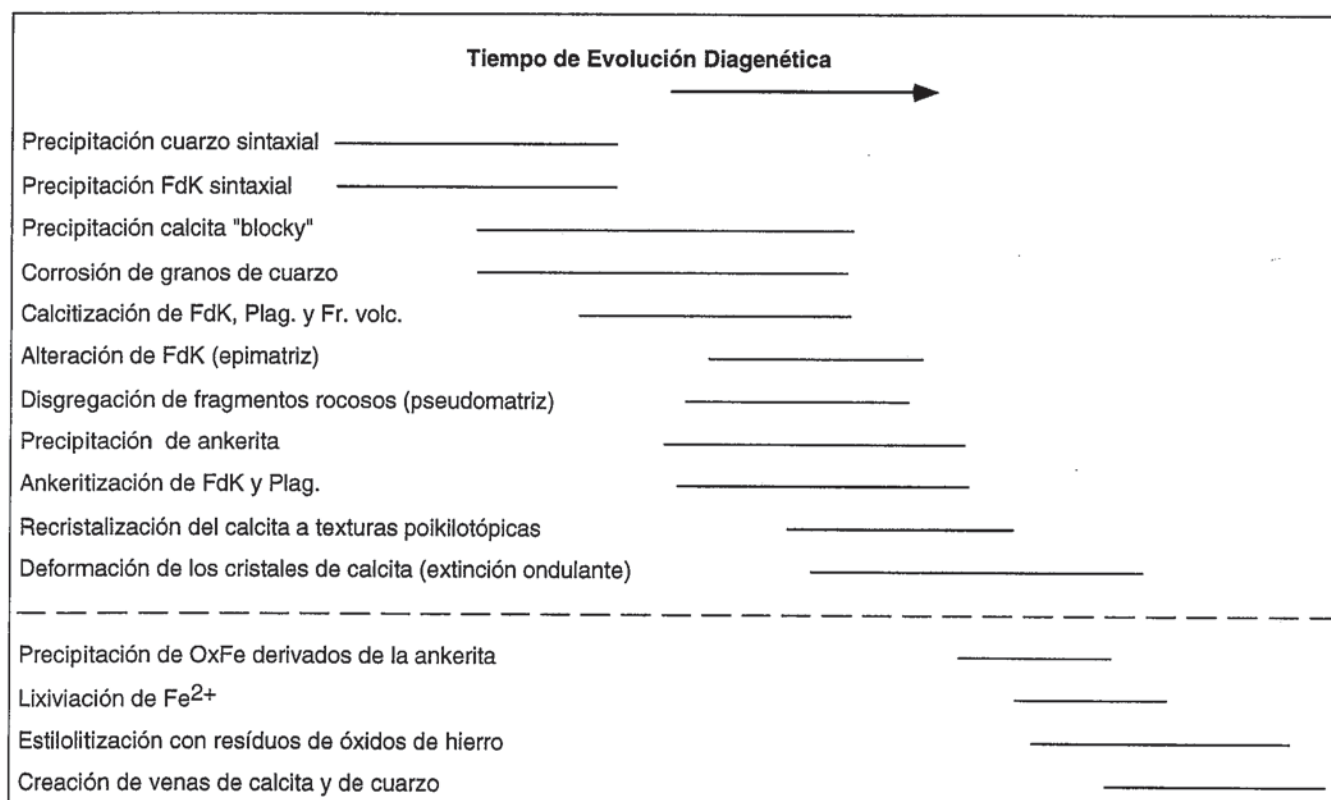 Tiempo de Evolución Diagenética
Precipitación cuarzo sintaxial
Precipitación FdK sintaxial
Precipitación calcita "blocky"
Corrosión de granos de cuarzo
Calcitización de FdK, Plag. y Fr. volc.
Alteración de FdK (epimatriz)
Disgregación de fragmentos rocosos (pseudomatriz)
Precipitación de ankerita
Ankeritización de FdK y Plag.
Recristalización del calcita a texturas poikilotópicas
Deformación de los cristales de calcita (extinción ondulante)
Precipitación de OxFe derivados de la ankerita
Lixiviación de Fe2+
Estilolitización con resíduos de óxidos de hierro
Creación de venas de calcita y de cuarzo